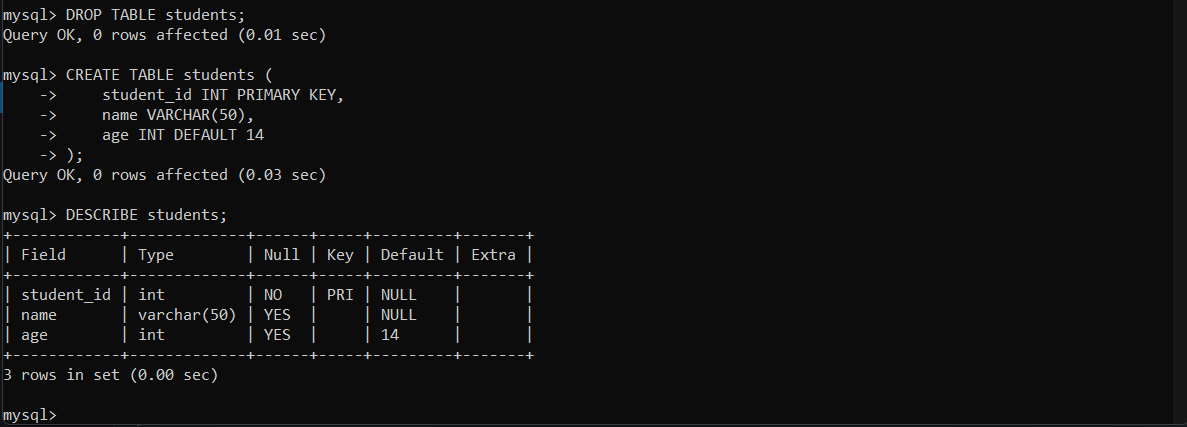 mysql> DROP TABLE students;
Query OK, 0 rows affected (0.01 sec)

mysql> CREATE TABLE students (
    ->     student_id INT PRIMARY KEY,
    ->     name VARCHAR(50),
    ->     age INT DEFAULT 14
    -> );
Query OK, 0 rows affected (0.03 sec)

mysql> DESCRIBE students;
+------------+-------------+------+-----+---------+-------+
| Field      | Type        | Null | Key | Default | Extra |
+------------+-------------+------+-----+---------+-------+
| student_id | int         | NO   | PRI | NULL    |       |
| name       | varchar(50) | YES  |     | NULL    |       |
| age        | int         | YES  |     | 14      |       |
+------------+-------------+------+-----+---------+-------+
3 rows in set (0.00 sec)

mysql>